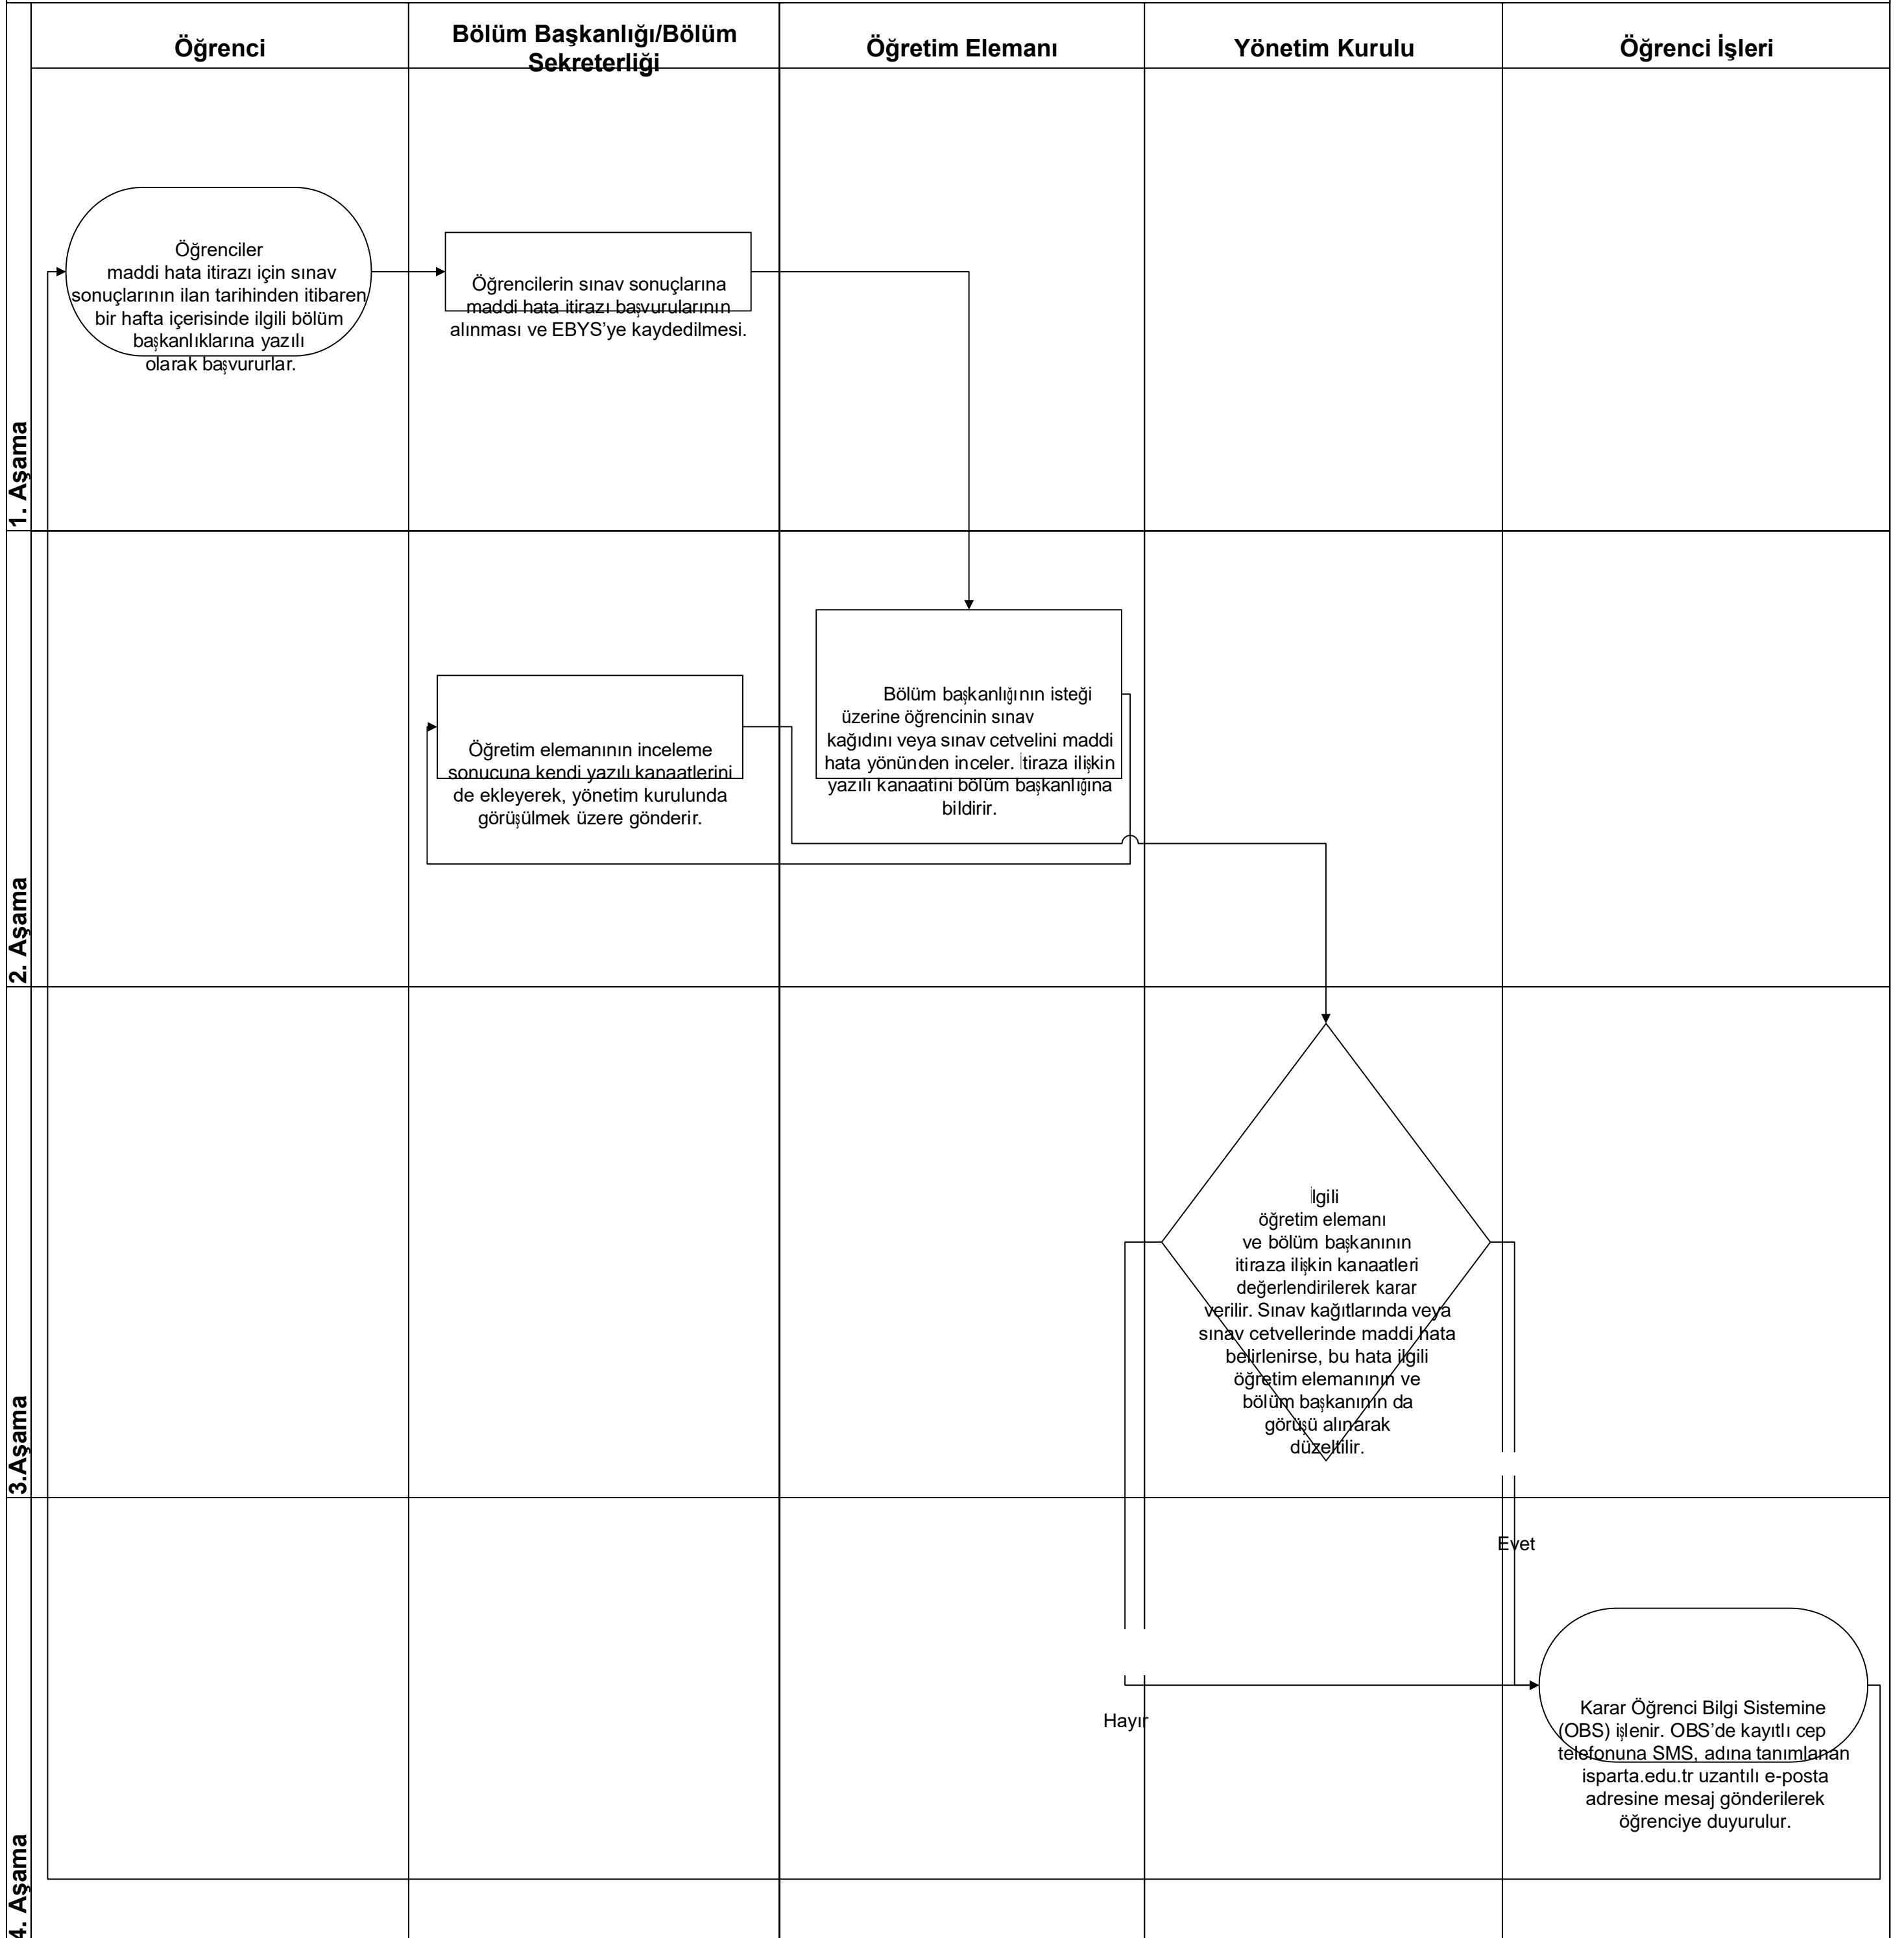 Öğrenci
Bölüm Başkanlığı/Bölüm
Sekreterliği
Öğretim Elemanı
Yönetim Kurulu
Öğrenci İşleri
1. Aşama
Öğrenciler
maddi hata itirazı için sınav
sonuçlarının ilan tarihinden itibaren
bir hafta içerisinde ilgili bölüm
başkanlıklarına yazılı
olarak başvururlar.
Öğrencilerin sınav sonuçlarına
maddi hata itirazı başvurularının
alınması ve EBYS'ye kaydedilmesi.
2. Aşama
Öğretim elemanının inceleme
sonucuna kendi yazılı kanaatlerini
de ekleyerek, yönetim kurulunda
görüşülmek üzere gönderir.
Bölüm başkanlığının isteği
üzerine öğrencinin sınav
kağıdını veya sınav cetvelini maddi
hata yönünden inceler. İtiraza ilişkin
yazılı kanaatini bölüm başkanlığına
bildirir.
3.Aşama
İlgili
öğretim elemanı
ve bölüm başkanının
itiraza ilişkin kanaatleri
değerlendirilerek karar
verilir. Sınav kağıtlarında veya
sınav cetvellerinde maddi hata
belirlenirse, bu hata ilgili
öğretim elemanının ve
bölüm başkanının da
görüşü alınarak
düzeltilir.
4. Aşama
Evet
Hayır
Karar Öğrenci Bilgi Sistemine
(OBS) işlenir. OBS'de kayıtlı cep
telefonuna SMS, adına tanımlanan
isparta.edu.tr uzantılı e-posta
adresine mesaj gönderilerek
öğrenciye duyurulur.